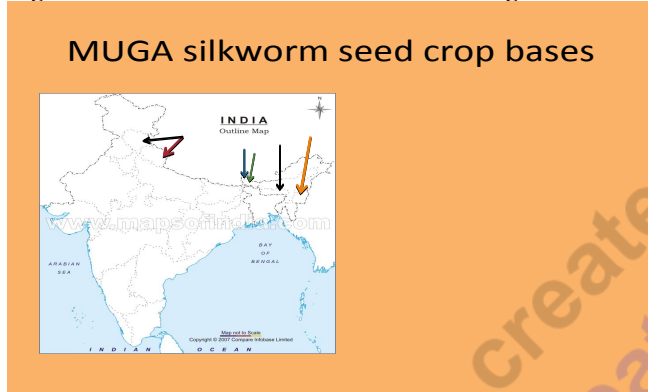 MUGA silkworm seed crop bases
N
INDIA
Outline Map
www.mapsofindia.com
BAY
OF
BENGAL
ARABIAN
SEA
Map not to Scale
Copyright © 2007 Compare Infobase Limited
INDIAN OCEAN
create